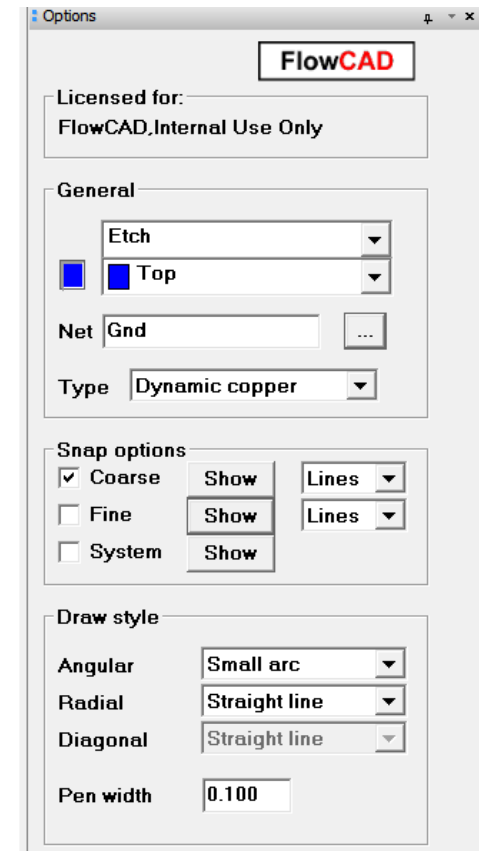 Options
FlowCAD
Licensed for:
FlowCAD,Internal Use Only
General
Etch
Top
Net Gnd ...
Type Dynamic copper
Snap options
Coarse Show Lines
Fine Show Lines
System Show
Draw style
Angular Small arc
Radial Straight line
Diagonal Straight line
Pen width 0.100